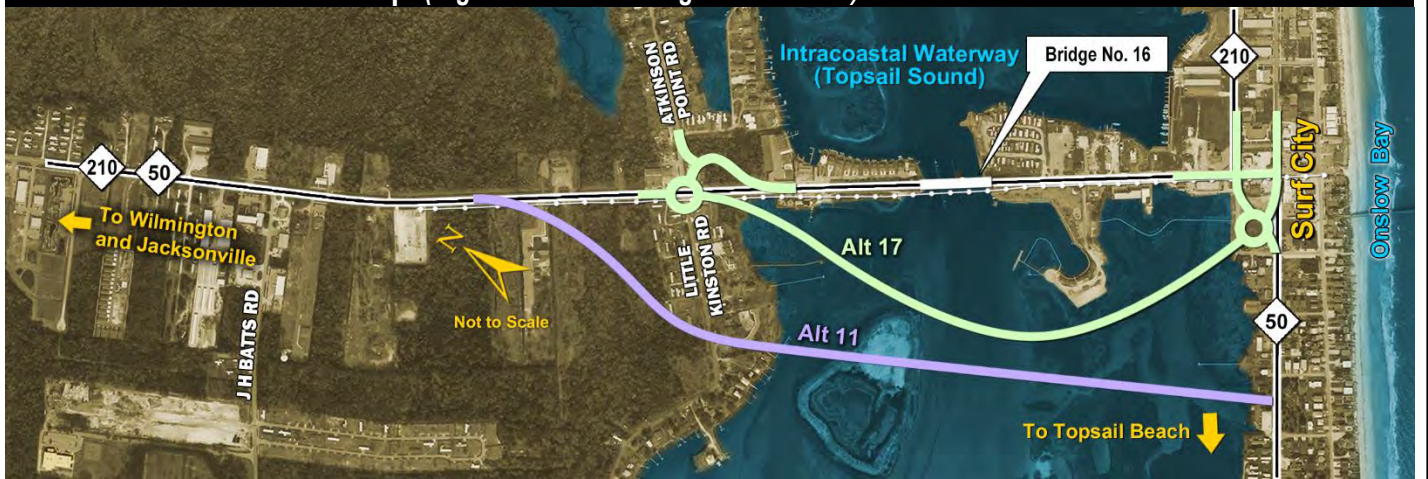 Intracoastal Waterway
(Topsail Sound)
Bridge No. 16
210
ATKINSON
POINT RD
210
50
To Wilmington
and Jacksonville
J H BATTS RD
N
Not to Scale
LITTLE
KINSTON RD
Alt 17
Alt 11
Surf City
Onslow Bay
50
To Topsail Beach